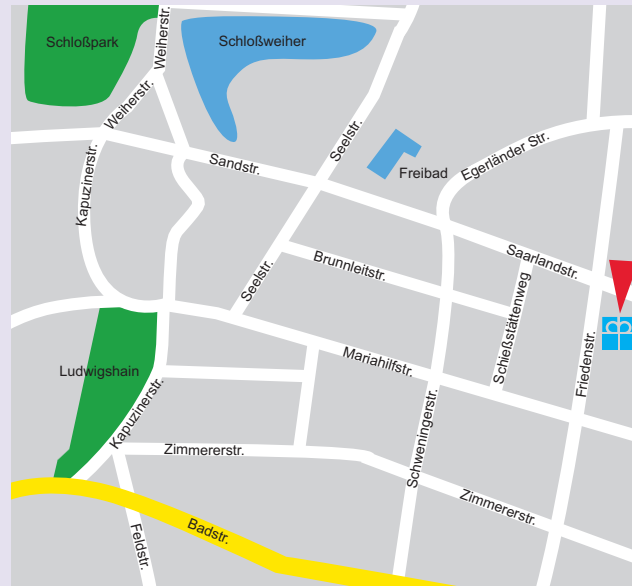 Schloßpark
Weiherstr.
Schloßweiher
Weiherstr.
Seelstr.
Egerländer Str.
Kapuzinerstr.
Sandstr.
Freibad
Brunnleitstr.
Saarlandstr.
Seelstr.
Schießstättenweg
Mariahilfstr.
Friedenstr.
Ludwigshain
Kapuzinerstr.
Schweningerstr.
Zimmererstr.
Zimmererstr.
Feldstr.
Badstr.